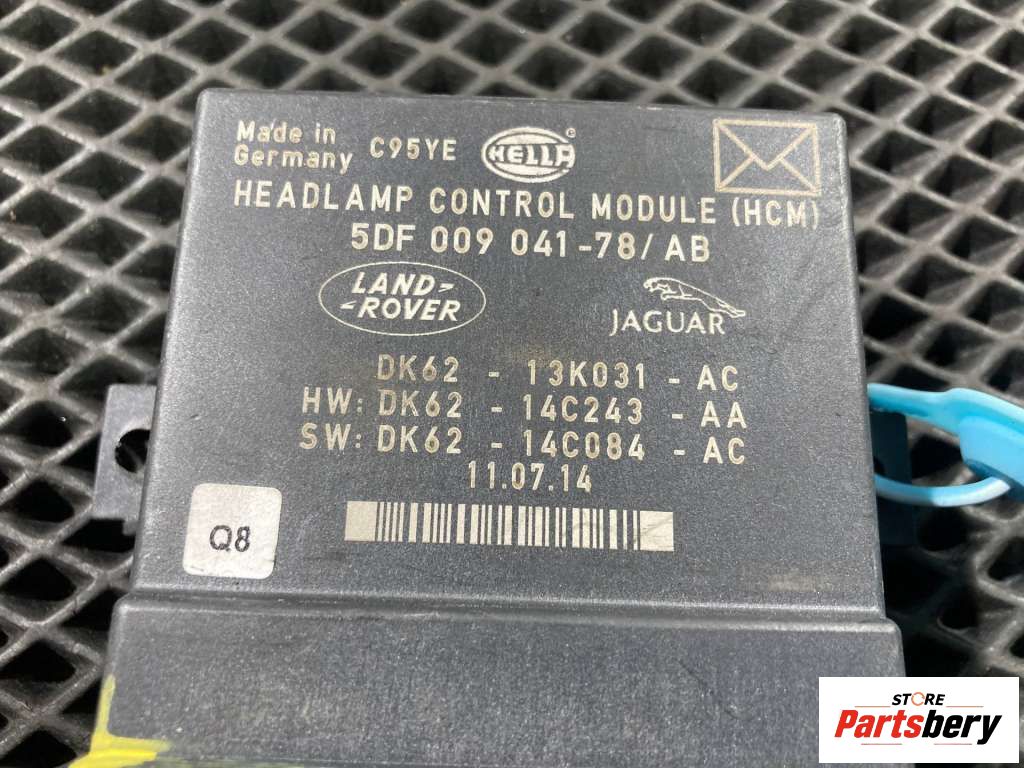 Made in
Germany C95YE HELLA
HEADLAMP CONTROL MODULE (HCM)
5DF 009 041-78/AB
LAND-
-ROVER
JAGUAR
DK62 - 13K031 - AC
HW: DK62 - 14C243 - AA
SW: DK62 - 14C084 - AC
11.07.14
Q8
STORE
Partsbery